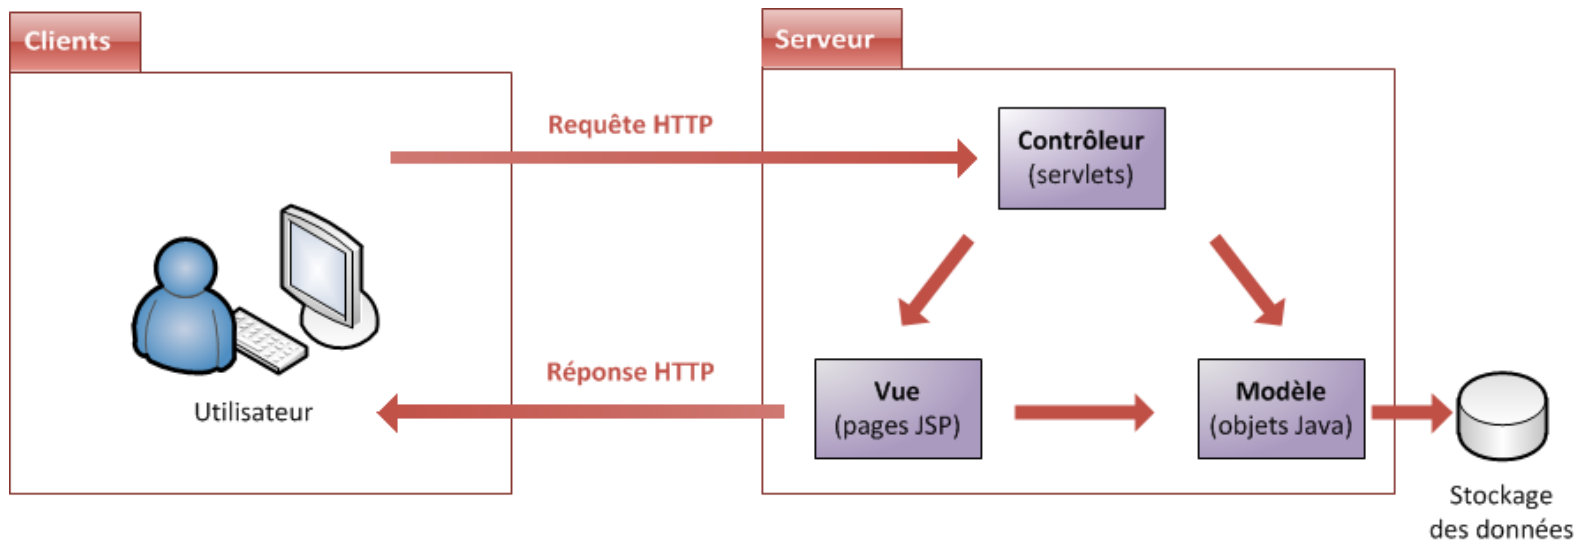 Clients
Serveur
Requête HTTP
Contrôleur
(servlets)
Réponse HTTP
Utilisateur
Vue
(pages JSP)
Modèle
(objets Java)
Stockage
des données